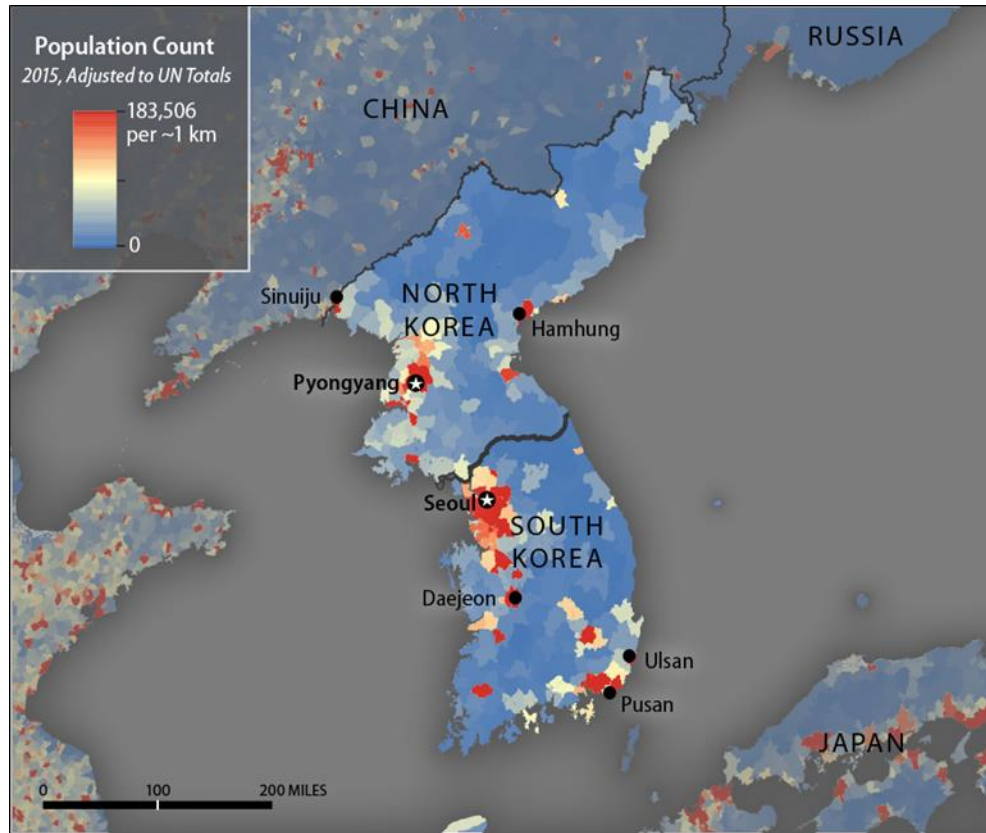 Population Count
2015, Adjusted to UN Totals
183,506
per ~1 km
0
RUSSIA
CHINA
Sinuiju
NORTH
KOREA
Hamhung
Pyongyang
Seoul
SOUTH
KOREA
Daejeon
Ulsan
Pusan
JAPAN
0 100 200 MILES